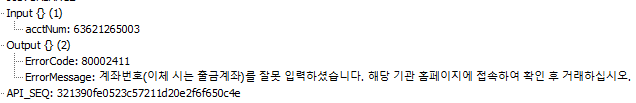 Input {} (1)
acctNum: 63621265003
Output {} (2)
ErrorCode: 80002411
ErrorMessage: 계좌번호(이체 시는 출금계좌)를 잘못 입력하셨습니다. 해당 기관 홈페이지에 접속하여 확인 후 거래하십시오.
API_SEQ: 321390fe0523c57211d20e2f6f650c4e